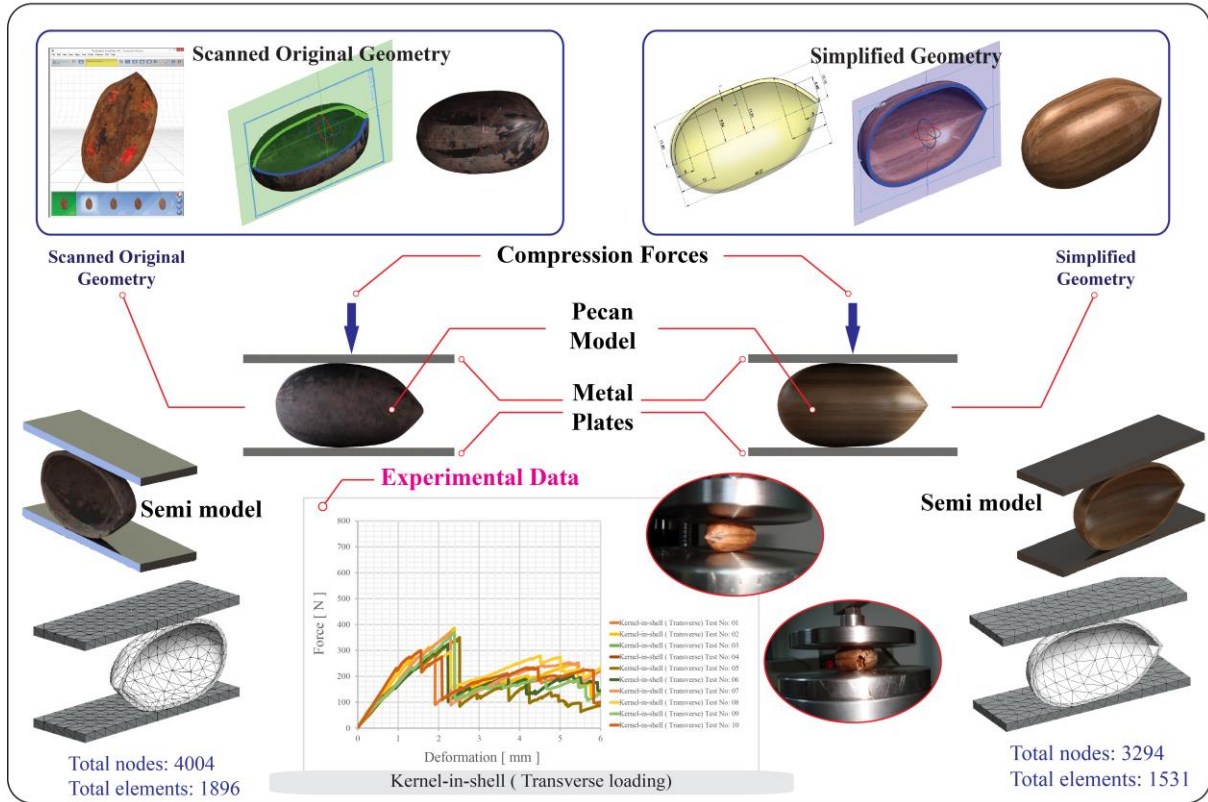 Scanned Original Geometry
Simplified Geometry
Scanned Original
Geometry
Compression Forces
Simplified
Geometry
Pecan
Model
Metal
Plates
Semi model
Experimental Data
Semi model
Force [ N ]
800
700
600
500
400
300
200
100
0
0
1
2
3
4
5
6
Deformation [ mm ]
Kernel-in-shell ( Transverse) Test No: 01
Kernel-in-shell ( Transverse) Test No: 02
Kernel-in-shell ( Transverse) Test No: 03
Kernel-in-shell ( Transverse) Test No: 04
Kernel-in-shell ( Transverse) Test No: 05
Kernel-in-shell ( Transverse) Test No: 06
Kernel-in-shell ( Transverse) Test No: 07
Kernel-in-shell ( Transverse) Test No: 08
Kernel-in-shell ( Transverse) Test No: 09
Kernel-in-shell ( Transverse) Test No: 10
Kernel-in-shell ( Transverse loading)
Total nodes: 4004
Total elements: 1896
Total nodes: 3294
Total elements: 1531